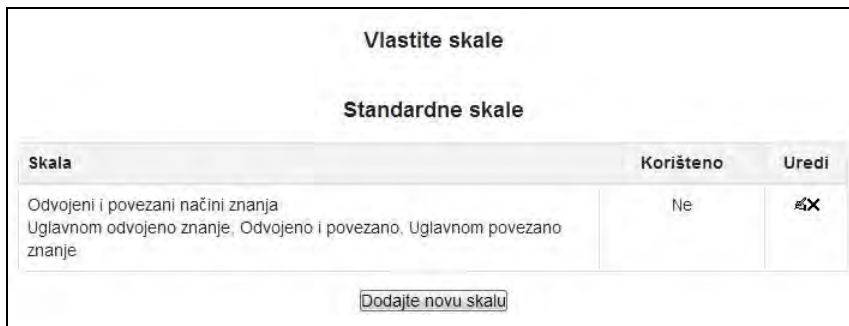 Vlastite skale
Standardne skale
Skala Korišteno Uredi
Odvojeni i povezani načini znanja Ne
Uglavnom odvojeno znanje, Odvojeno i povezano, Uglavnom povezano
znanje
Dodajte novu skalu